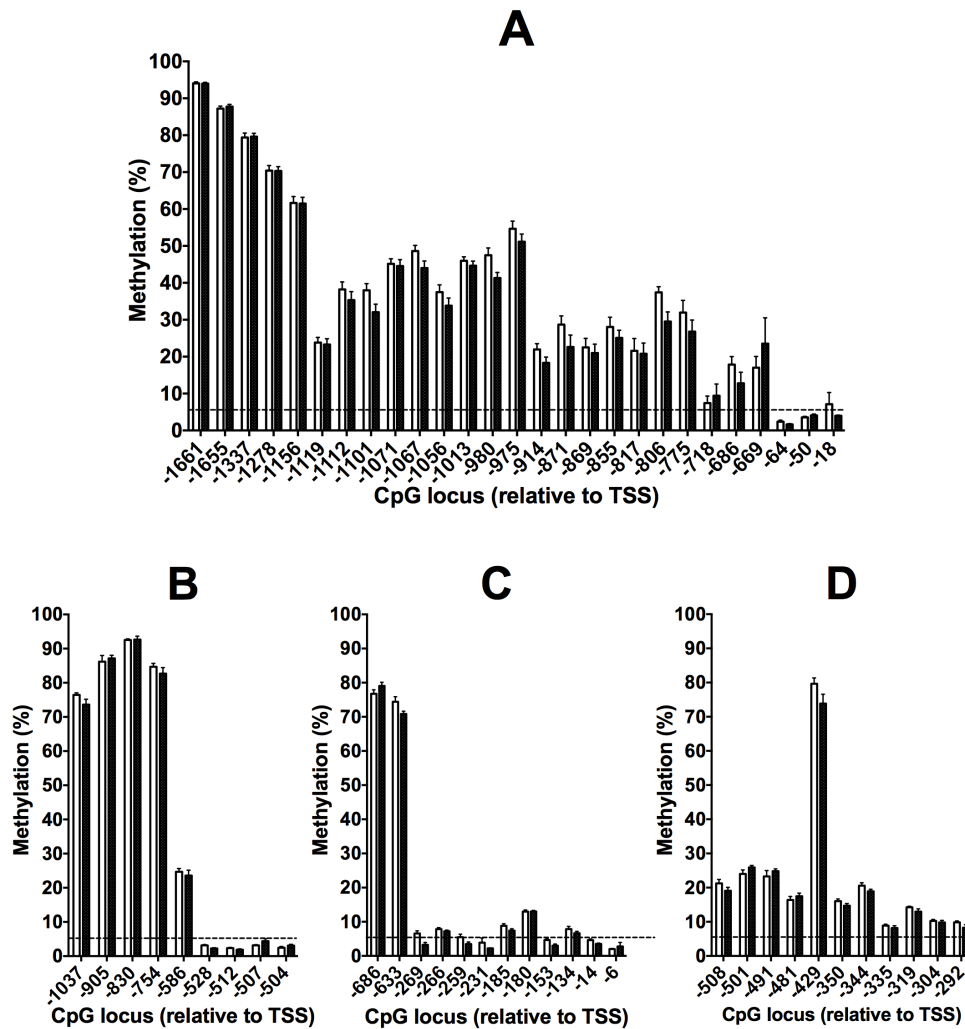 A
Methylation (%)
100
90
80
70
60
50
40
30
20
10
0
-1661 -1655 -1337 -1278 -1156 -1119 -1112 -1101 -1071 -1067 -1056 -1013 -980 -975 -914 -871 -869 -855 -817 -806 -775 -718 -686 -669 -64 -50 -18
CpG locus (relative to TSS)
B
Methylation (%)
100
90
80
70
60
50
40
30
20
10
0
-1037 -905 -830 -754 -586 -528 -512 -507 -504
CpG locus (relative to TSS)
C
Methylation (%)
100
90
80
70
60
50
40
30
20
10
0
-686 -633 -269 -266 -259 -231 -185 -180 -153 -134 -14 -6
CpG locus (relative to TSS)
D
Methylation (%)
100
90
80
70
60
50
40
30
20
10
0
-508 -501 -491 -481 -429 -350 -344 -335 -319 -304 -292
CpG locus (relative to TSS)